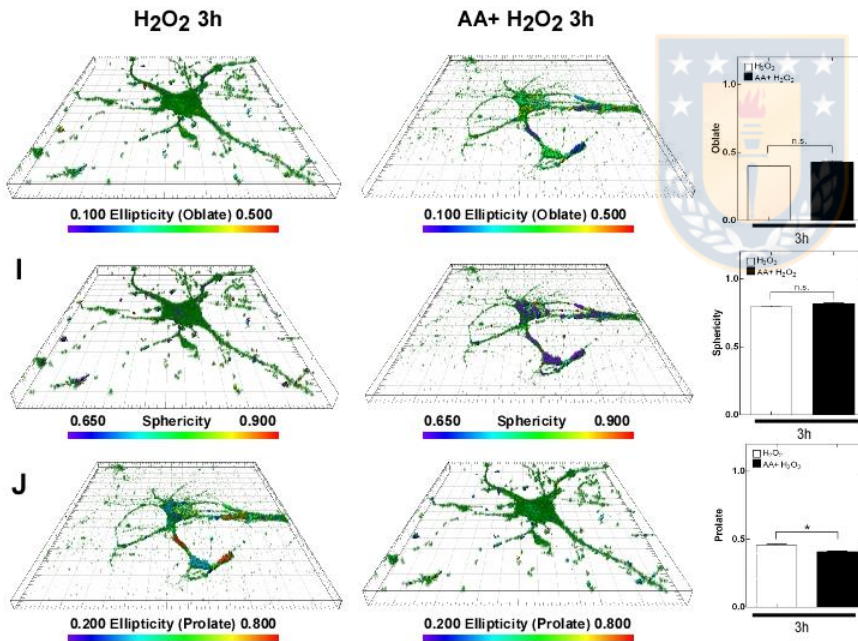 H₂O₂ 3h
AA+ H₂O₂ 3h
0.100 Ellipticity (Oblate) 0.500
0.100 Ellipticity (Oblate) 0.500
H₂O₂
AA+ H₂O₂
1.0
0.5
0.0
Oblate
n.s.
3h
I
0.650 Sphericity 0.900
0.650 Sphericity 0.900
H₂O₂
AA+ H₂O₂
1.0
0.5
0.0
Sphericity
n.s.
3h
J
0.200 Ellipticity (Prolate) 0.800
0.200 Ellipticity (Prolate) 0.800
H₂O₂
AA+ H₂O₂
1.0
0.5
0.0
Prolate
*
3h